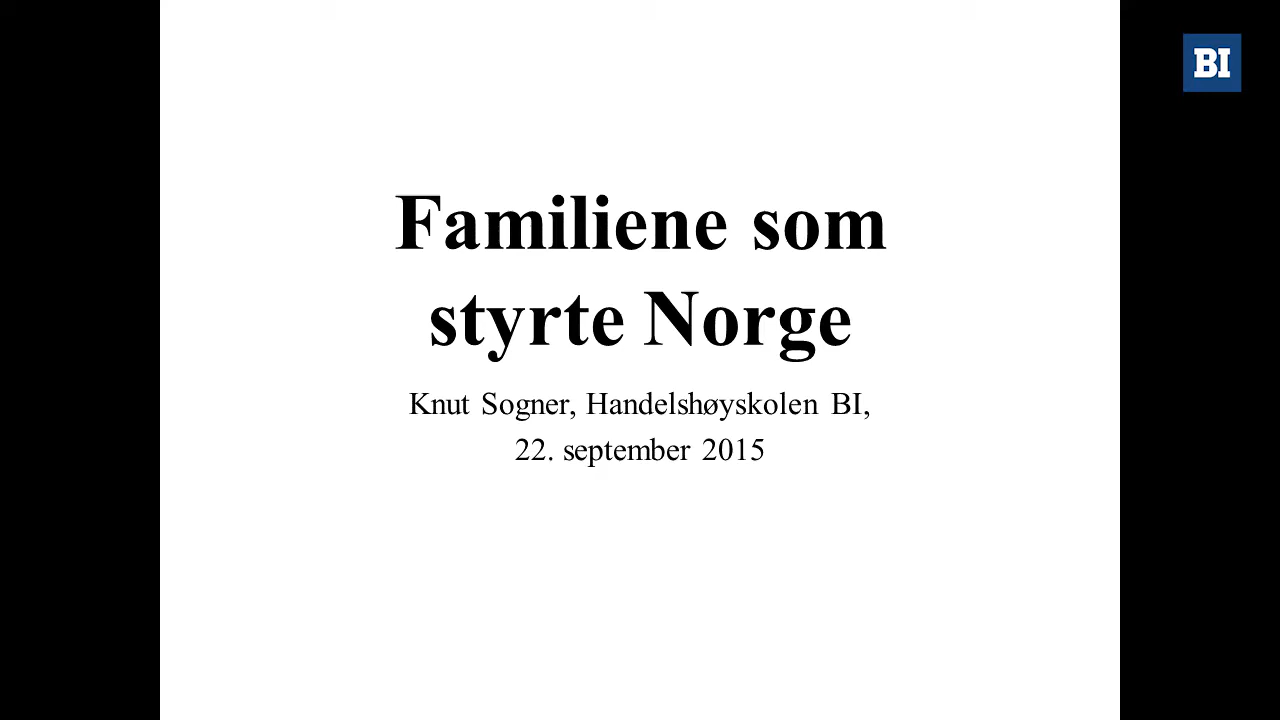 BI
Familiene som
styrte Norge
Knut Sogner, Handelshøyskolen BI,
22. september 2015